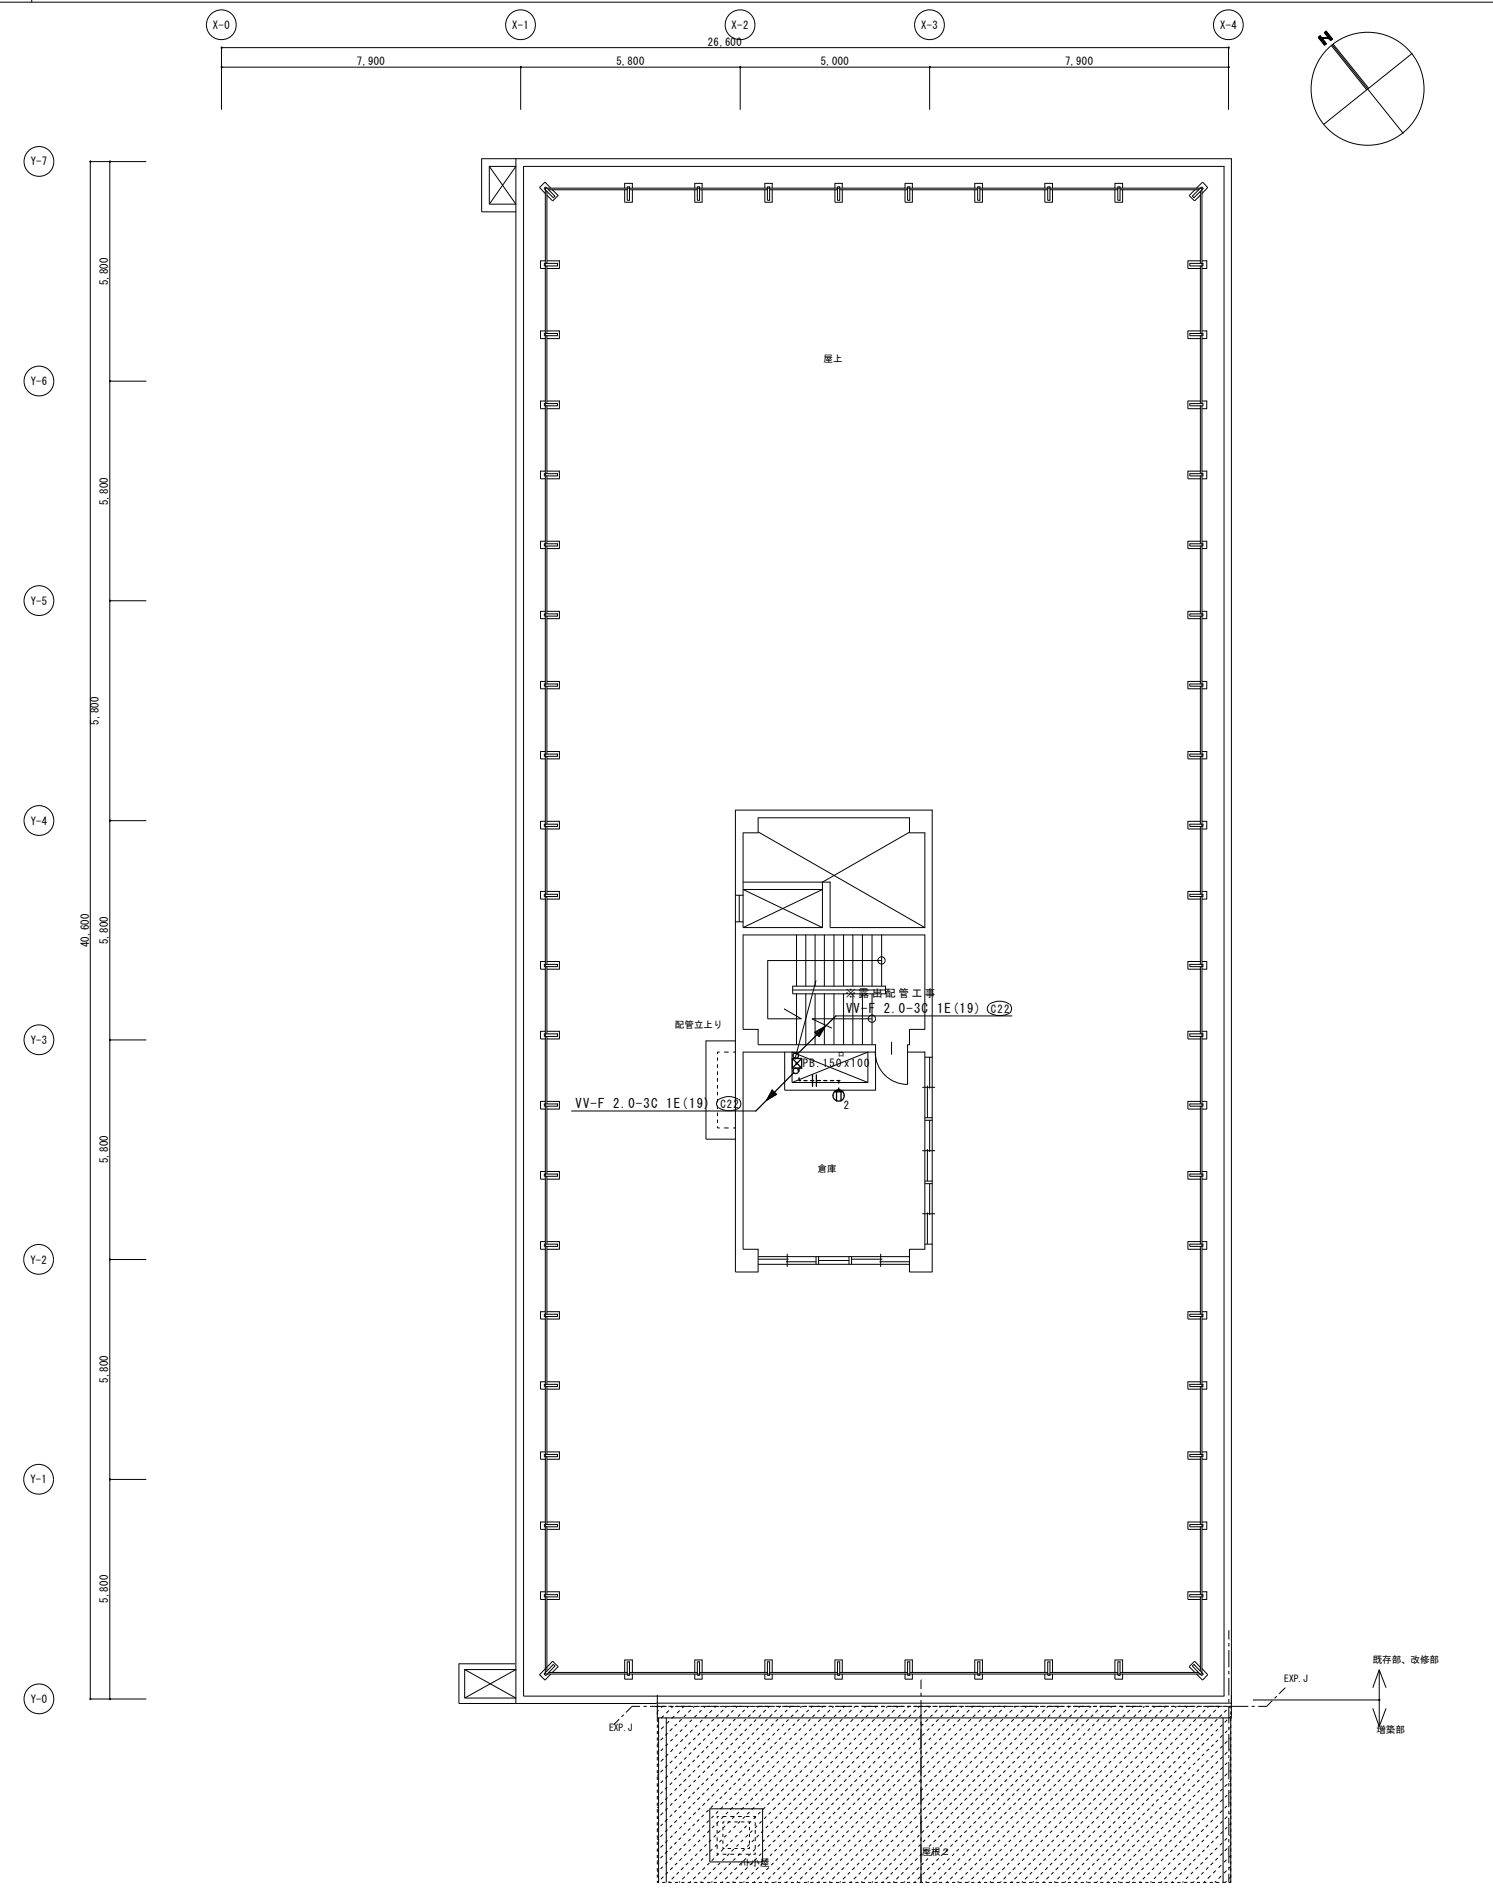 X-0
X-1
X-2
X-3
X-4
26,600
7,900
5,800
5,000
7,900
N
Y-7
5,800
屋上
Y-6
5,800
Y-5
5,800
Y-4
40,600
5,800
※露出配管工事
VV-F 2.0-3C 1E(19) C22
配管立上り
Y-3
PB.150x100
VV-F 2.0-3C 1E(19) C22
2
5,800
倉庫
Y-2
5,800
Y-1
5,800
既存部、改修部
EXP.J
Y-0
EXP.J
増築部
屋根2
小屋